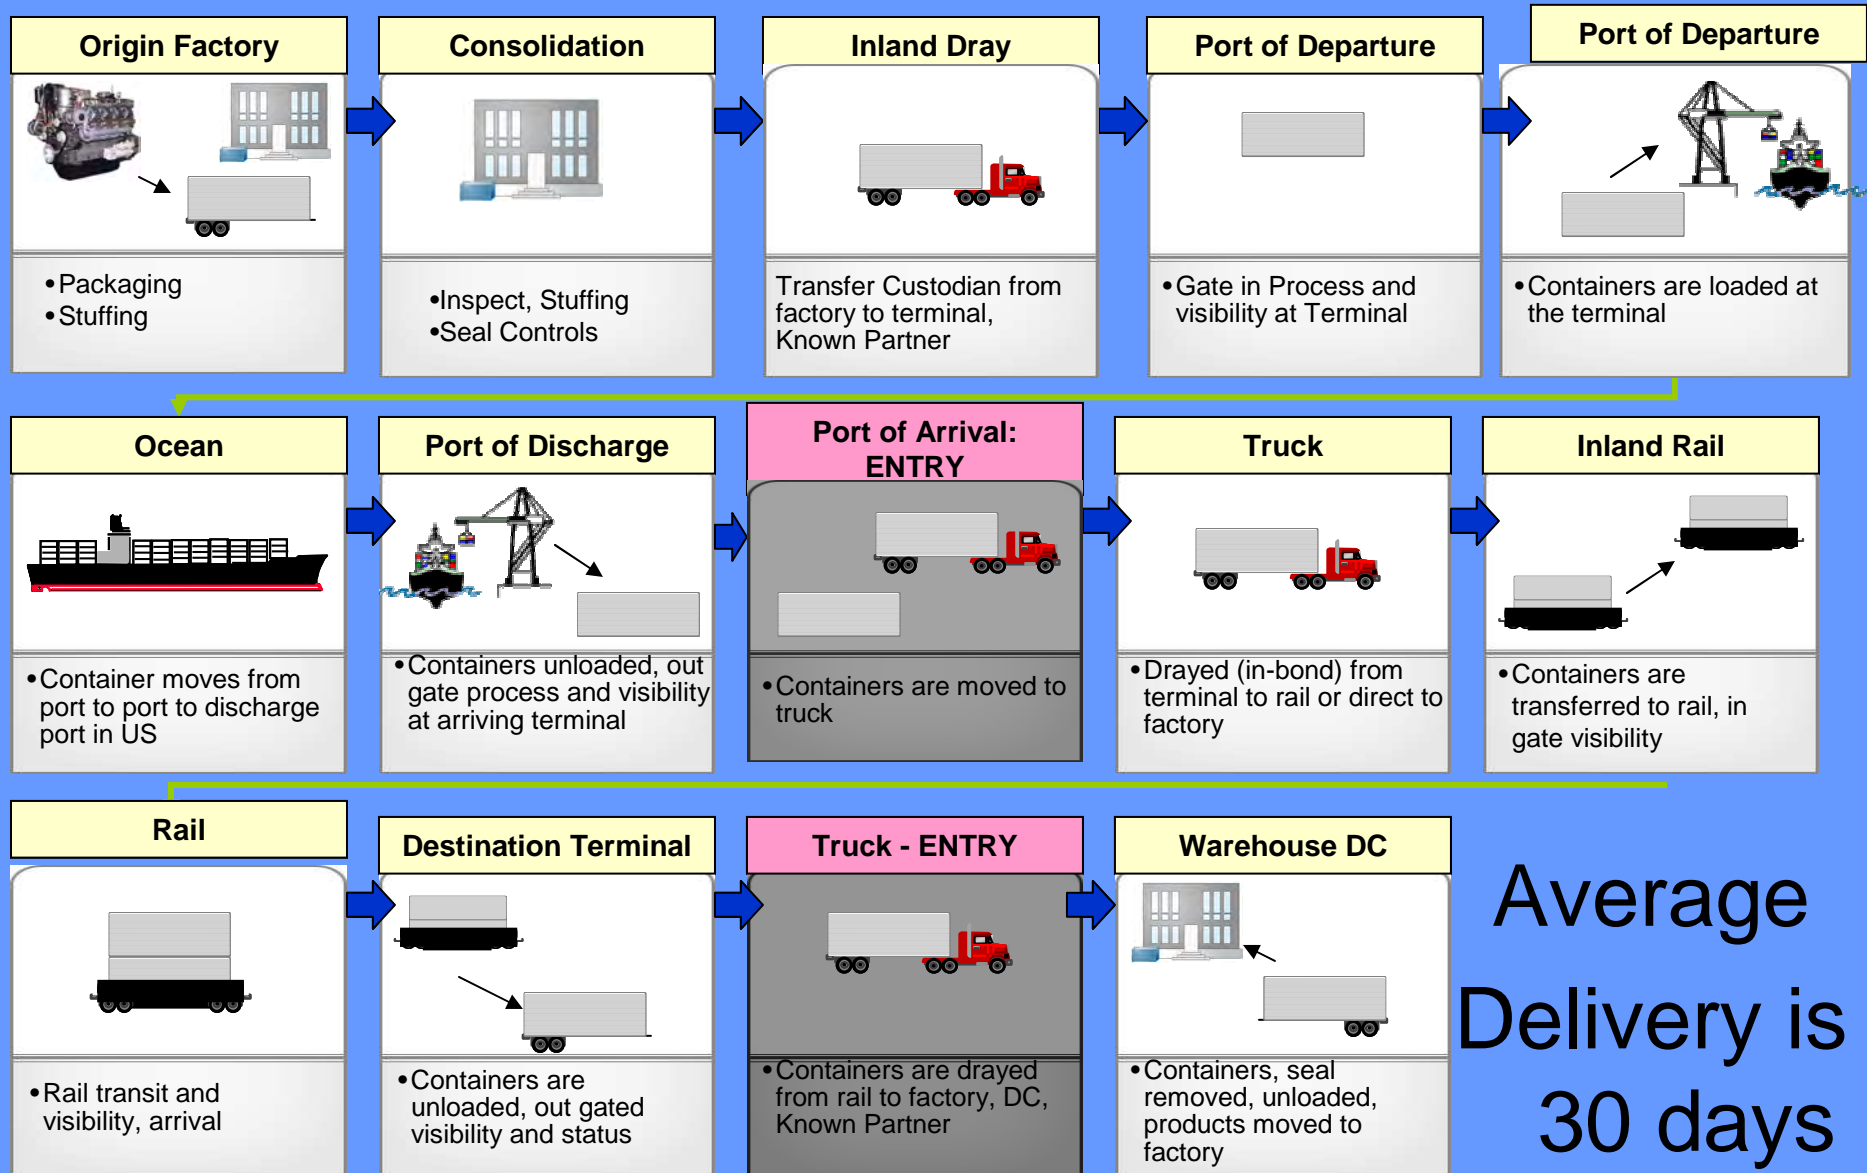 Origin Factory
• Packaging
• Stuffing
Consolidation
•Inspect, Stuffing
•Seal Controls
Inland Dray
Transfer Custodian from
factory to terminal,
Known Partner
Port of Departure
• Gate in Process and
visibility at Terminal
Port of Departure
• Containers are loaded at
the terminal
Ocean
• Container moves from
port to port to discharge
port in US
Port of Discharge
• Containers unloaded, out
gate process and visibility
at arriving terminal
Port of Arrival:
ENTRY
• Containers are moved to
truck
Truck
• Drayed (in-bond) from
terminal to rail or direct to
factory
Inland Rail
• Containers are
transferred to rail, in
gate visibility
Rail
• Rail transit and
visibility, arrival
Destination Terminal
• Containers are
unloaded, out gated
visibility and status
Truck - ENTRY
• Containers are drayed
from rail to factory, DC,
Known Partner
Warehouse DC
• Containers, seal
removed, unloaded,
products moved to
factory
Average
Delivery is
30 days